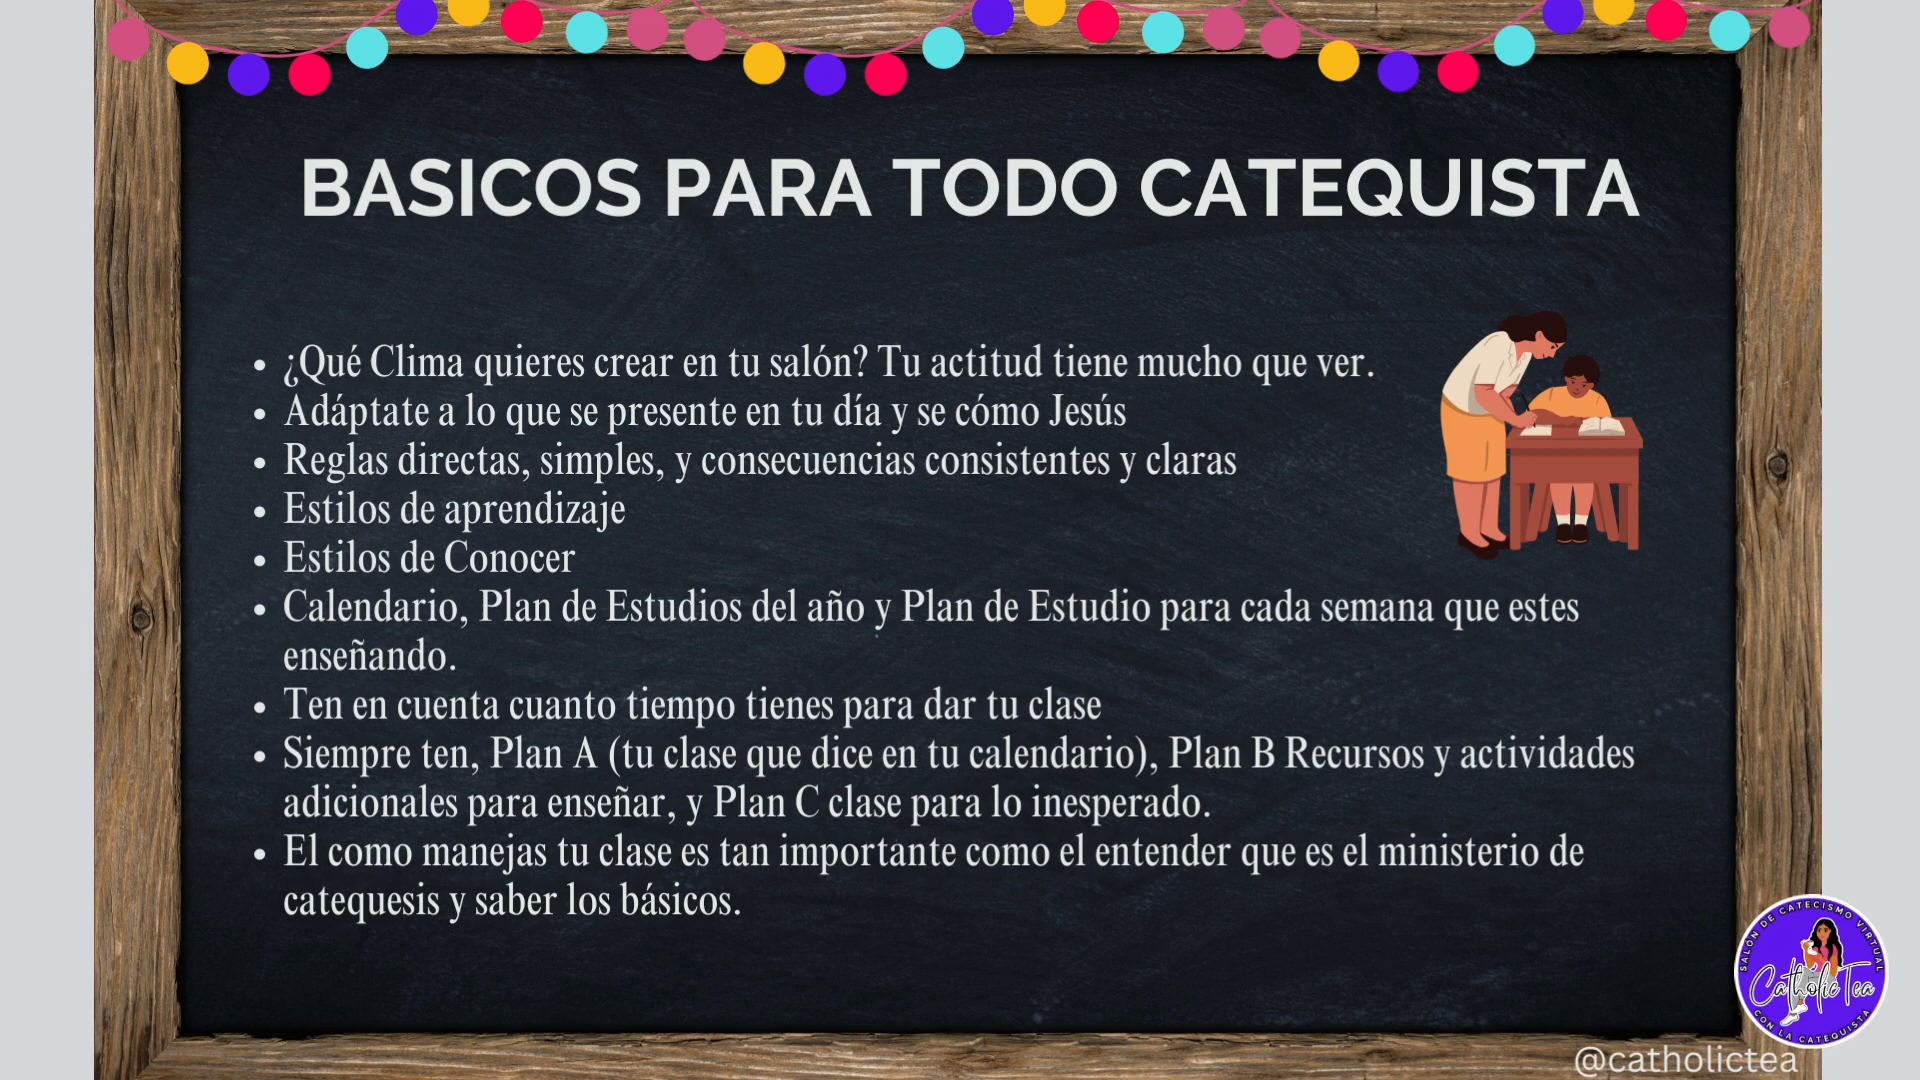 BASICOS PARA TODO CATEQUISTA
• ¿Qué Clima quieres crear en tu salón? Tu actitud tiene mucho que ver.
• Adáptate a lo que se presente en tu día y se cómo Jesús
• Reglas directas, simples, y consecuencias consistentes y claras
• Estilos de aprendizaje
• Estilos de Conocer
• Calendario, Plan de Estudios del año y Plan de Estudio para cada semana que estes
enseñando.
• Ten en cuenta cuanto tiempo tienes para dar tu clase
• Siempre ten, Plan A (tu clase que dice en tu calendario), Plan B Recursos y actividades
adicionales para enseñar, y Plan C clase para lo inesperado.
• El como manejas tu clase es tan importante como el entender que es el ministerio de
catequesis y saber los básicos.
SALÓN DE CATECISMO VIRTUAL
Cathólic Tea
CON LA CATEQUISTA
@catholictea